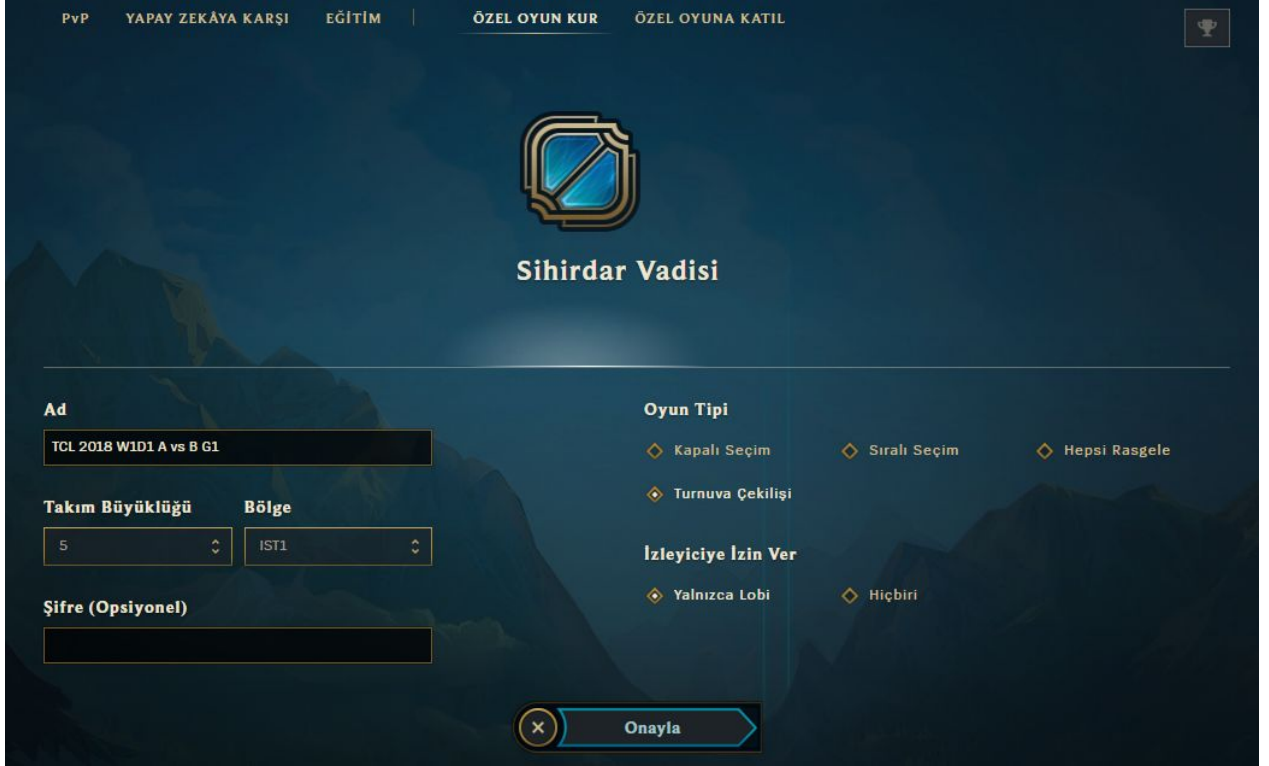 PvP YAPAY ZEKÂYA KARŞI EĞİTİM ÖZEL OYUN KUR ÖZEL OYUNA KATIL
Sihirdar Vadisi
Ad
TCL 2018 W1D1 A vs B G1
Takım Büyüklüğü Bölge
5 IST1
Şifre (Opsiyonel)
Oyun Tipi
Kapalı Seçim Sıralı Seçim Hepsi Rasgele
Turnuva Çekilişi
İzleyiciye İzin Ver
Yalnızca Lobi Hiçbiri
Onayla